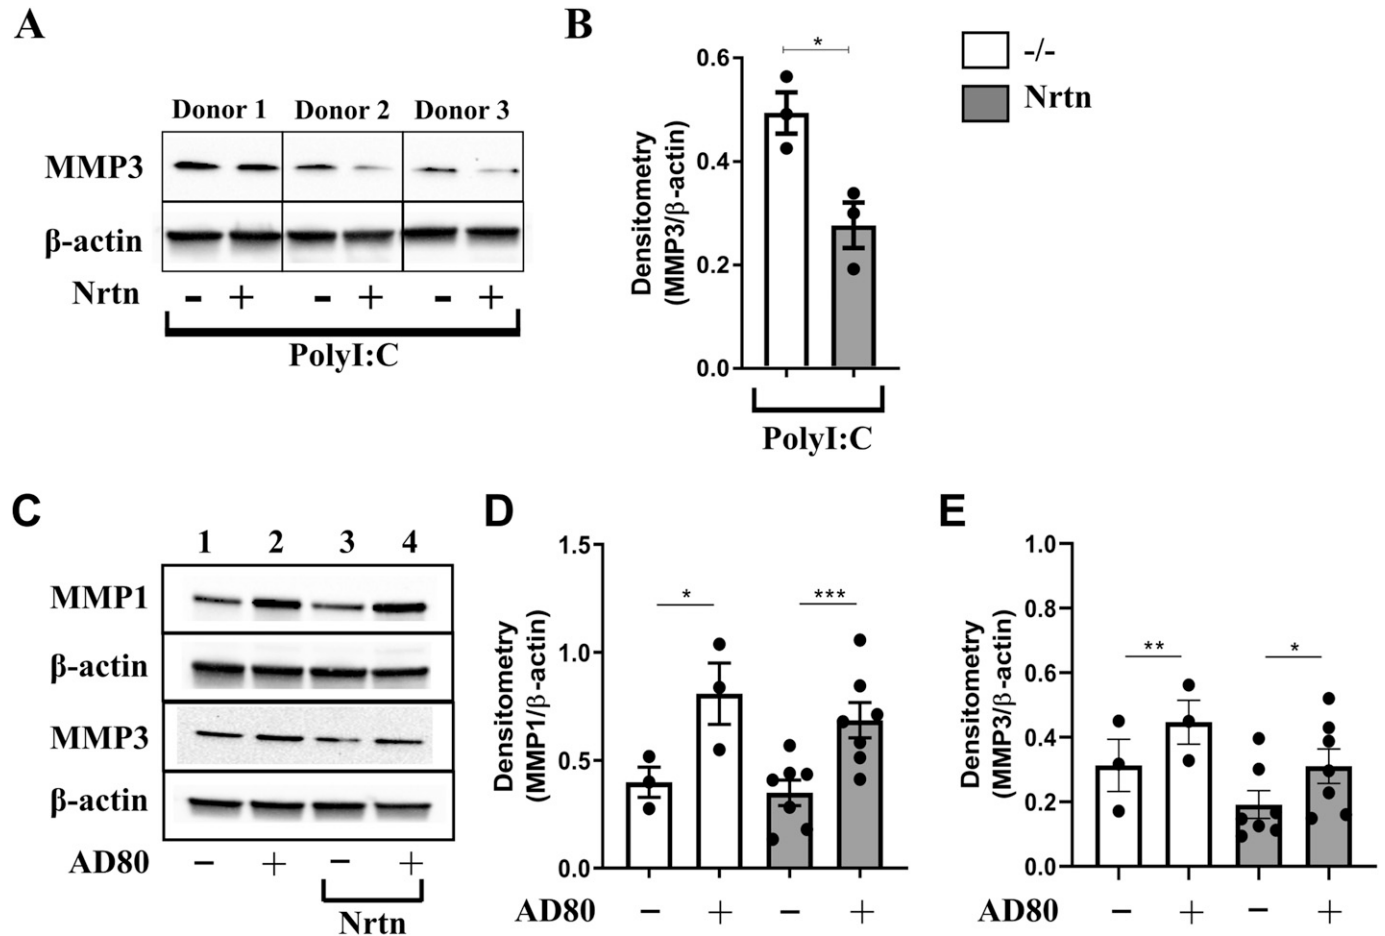 A
Donor 1 Donor 2 Donor 3
MMP3
β-actin
Nrtn - + - + - +
PolyI:C
B
*
Densitometry
(MMP3/β-actin)
0.6
0.4
0.2
0.0
PolyI:C
-/-
Nrtn
C
1 2 3 4
MMP1
β-actin
MMP3
β-actin
AD80 − + − +
Nrtn
D
* ***
Densitometry
(MMP1/β-actin)
1.5
1.0
0.5
0.0
AD80 − + − +
E
** *
Densitometry
(MMP3/β-actin)
1.0
0.8
0.6
0.4
0.2
0.0
AD80 − + − +